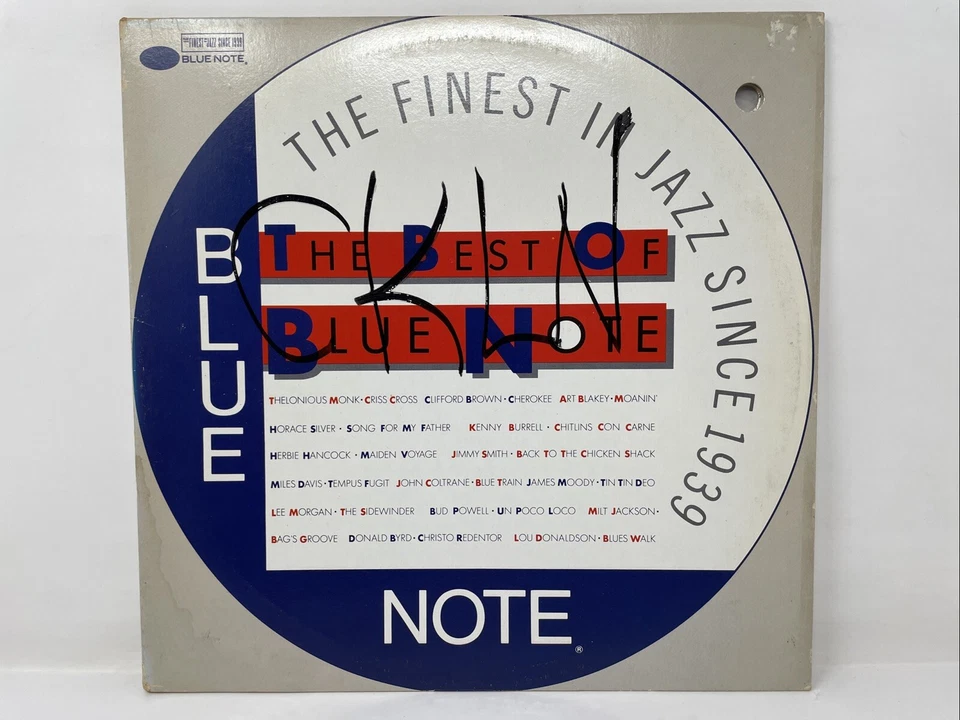 THE FINEST IN JAZZ SINCE 1939
BLUE NOTE®
THE FINEST IN JAZZ SINCE 1939
CKLN
BLUE
THE BEST OF
BLUE NOTE
THELONIOUS MONK • CRISS CROSS CLIFFORD BROWN • CHEROKEE ART BLAKEY • MOANIN'
HORACE SILVER • SONG FOR MY FATHER KENNY BURRELL • CHITLINS CON CARNE
HERBIE HANCOCK • MAIDEN VOYAGE JIMMY SMITH • BACK TO THE CHICKEN SHACK
MILES DAVIS • TEMPUS FUGIT JOHN COLTRANE • BLUE TRAIN JAMES MOODY • TIN TIN DEO
LEE MORGAN • THE SIDEWINDER BUD POWELL • UN POCO LOCO MILT JACKSON •
BAG'S GROOVE DONALD BYRD • CHRISTO REDENTOR LOU DONALDSON • BLUES WALK
NOTE®